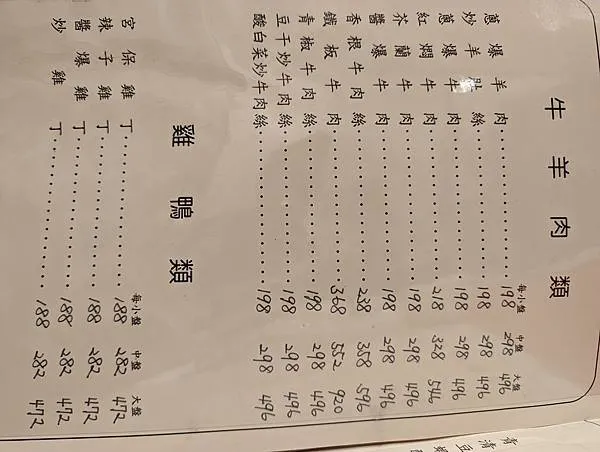 牛羊肉類
每小盤 中盤 大盤
蔥爆羊肉 198 298 496
炒羊肚絲 198 298 496
蔥爆牛肉 198 298 496
紅燜牛肉 218 328 546
芥蘭牛肉 198 298 496
醬爆牛肉 198 298 496
香根牛肉絲 238 358 596
鐵板牛肉 368 552 920
青椒牛肉絲 198 298 496
豆干炒牛肉絲 198 298 496
酸白菜炒牛肉絲 198 298 496
雞鴨類
每小盤 中盤 大盤
宮保雞丁 188 282 472
辣子雞丁 188 282 472
醬爆雞丁 188 282 472
炒雞丁 188 282 472
青
清
豆